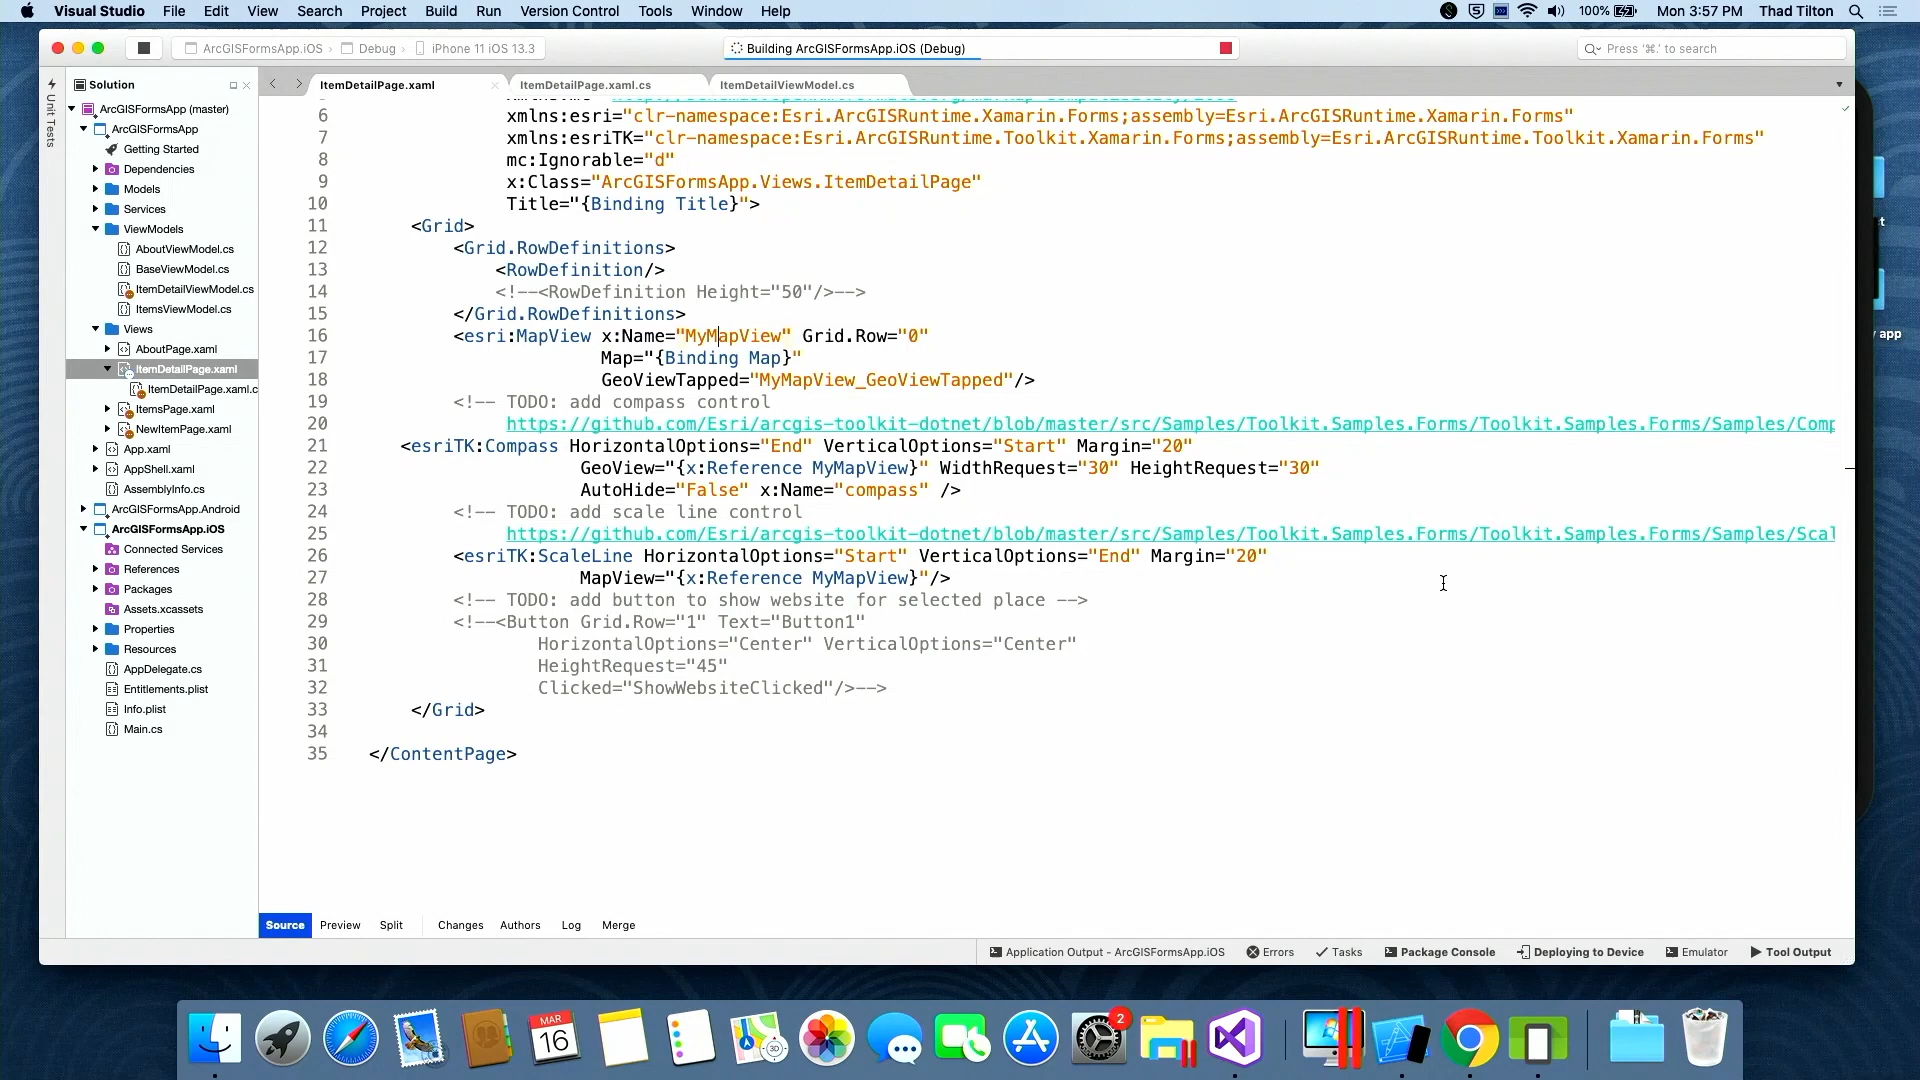 Visual Studio File Edit View Search Project Build Run Version Control Tools Window Help 100% Mon 3:57 PM Thad Tilton
ArcGISFormsApp.iOS › Debug › iPhone 11 iOS 13.3
Building ArcGISFormsApp.iOS (Debug)
Press '⌘.' to search
Unit Tests
Solution
ArcGISFormsApp (master)
ArcGISFormsApp
Getting Started
Dependencies
Models
Services
ViewModels
AboutViewModel.cs
BaseViewModel.cs
ItemDetailViewModel.cs
ItemsViewModel.cs
Views
AboutPage.xaml
ItemDetailPage.xaml
ItemDetailPage.xaml.c
ItemsPage.xaml
NewItemPage.xaml
App.xaml
AppShell.xaml
AssemblyInfo.cs
ArcGISFormsApp.Android
ArcGISFormsApp.iOS
Connected Services
References
Packages
Assets.xcassets
Properties
Resources
AppDelegate.cs
Entitlements.plist
Info.plist
Main.cs
ItemDetailPage.xaml ItemDetailPage.xaml.cs ItemDetailViewModel.cs
6 xmlns:esri="clr-namespace:Esri.ArcGISRuntime.Xamarin.Forms;assembly=Esri.ArcGISRuntime.Xamarin.Forms"
7 xmlns:esriTK="clr-namespace:Esri.ArcGISRuntime.Toolkit.Xamarin.Forms;assembly=Esri.ArcGISRuntime.Toolkit.Xamarin.Forms"
8 mc:Ignorable="d"
9 x:Class="ArcGISFormsApp.Views.ItemDetailPage"
10 Title="{Binding Title}">
11 <Grid>
12 <Grid.RowDefinitions>
13 <RowDefinition/>
14 <!--<RowDefinition Height="50"/>-->
15 </Grid.RowDefinitions>
16 <esri:MapView x:Name="MyMapView" Grid.Row="0"
17 Map="{Binding Map}"
18 GeoViewTapped="MyMapView_GeoViewTapped"/>
19 <!-- TODO: add compass control
20 https://github.com/Esri/arcgis-toolkit-dotnet/blob/master/src/Samples/Toolkit.Samples.Forms/Toolkit.Samples.Forms/Samples/Comp
21 <esriTK:Compass HorizontalOptions="End" VerticalOptions="Start" Margin="20"
22 GeoView="{x:Reference MyMapView}" WidthRequest="30" HeightRequest="30"
23 AutoHide="False" x:Name="compass" />
24 <!-- TODO: add scale line control
25 https://github.com/Esri/arcgis-toolkit-dotnet/blob/master/src/Samples/Toolkit.Samples.Forms/Toolkit.Samples.Forms/Samples/Scal
26 <esriTK:ScaleLine HorizontalOptions="Start" VerticalOptions="End" Margin="20"
27 MapView="{x:Reference MyMapView}"/>
28 <!-- TODO: add button to show website for selected place -->
29 <!--<Button Grid.Row="1" Text="Button1"
30 HorizontalOptions="Center" VerticalOptions="Center"
31 HeightRequest="45"
32 Clicked="ShowWebsiteClicked"/>-->
33 </Grid>
34
35 </ContentPage>
Source Preview Split Changes Authors Log Merge
Application Output - ArcGISFormsApp.iOS Errors Tasks Package Console Deploying to Device Emulator Tool Output
t
y app
MAR
16
3D
2